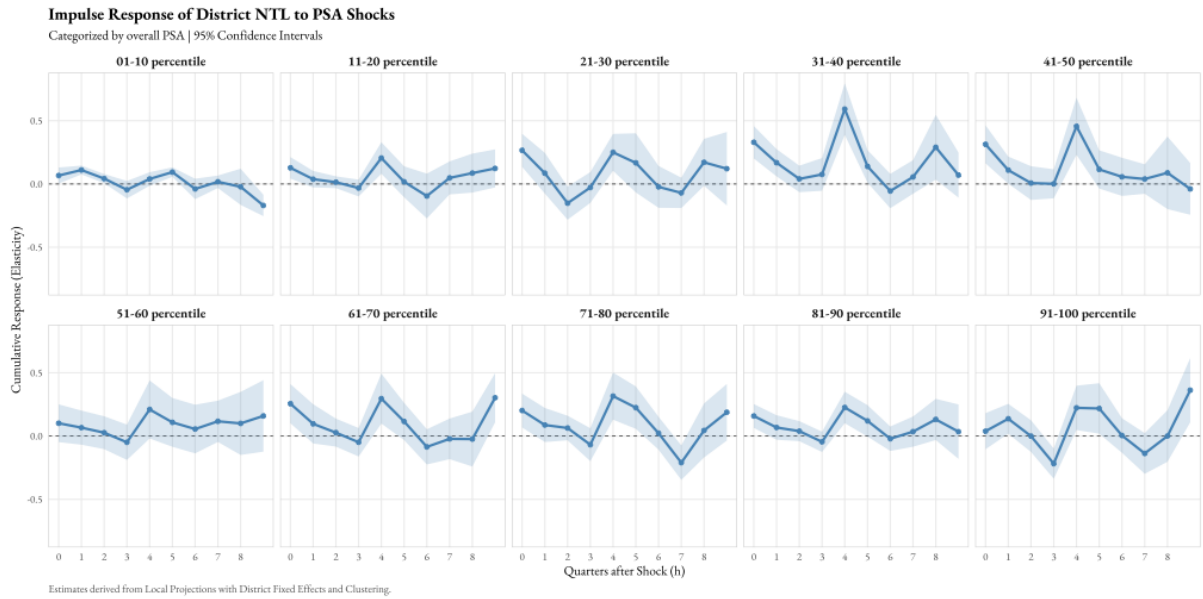 Impulse Response of District NTL to PSA Shocks
Categorized by overall PSA | 95% Confidence Intervals
01-10 percentile 11-20 percentile 21-30 percentile 31-40 percentile 41-50 percentile
0.5
0.0
-0.5
51-60 percentile 61-70 percentile 71-80 percentile 81-90 percentile 91-100 percentile
0.5
0.0
-0.5
Cumulative Response (Elasticity)
0 1 2 3 4 5 6 7 8 0 1 2 3 4 5 6 7 8 0 1 2 3 4 5 6 7 8 0 1 2 3 4 5 6 7 8 0 1 2 3 4 5 6 7 8
Quarters after Shock (h)
Estimates derived from Local Projections with District Fixed Effects and Clustering.